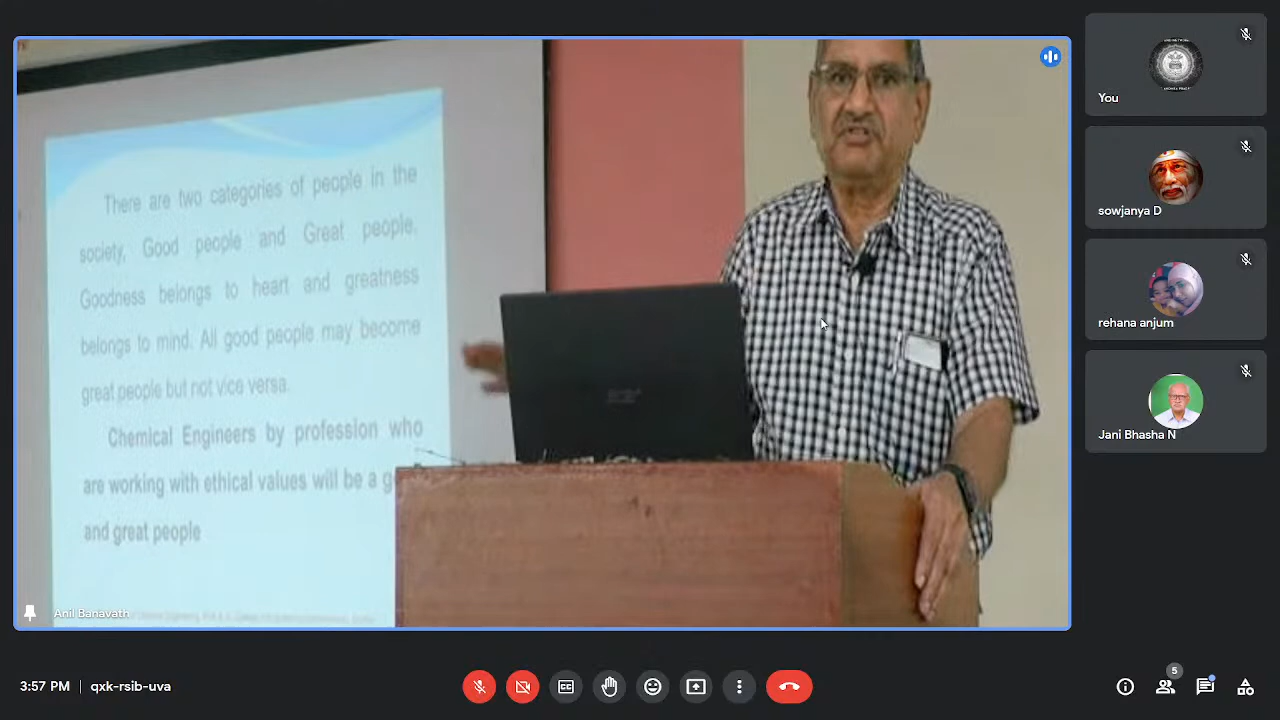 There are two categories of people in the
society, Good people and Great people.
Goodness belongs to heart and greatness
belongs to mind. All good people may become
great people but not vice versa.
Chemical Engineers by profession who
are working with ethical values will be a
and great people
Anil Banavath
You
sowjanya D
rehana anjum
Jani Bhasha N
3:57 PM
qxk-rsib-uva
5